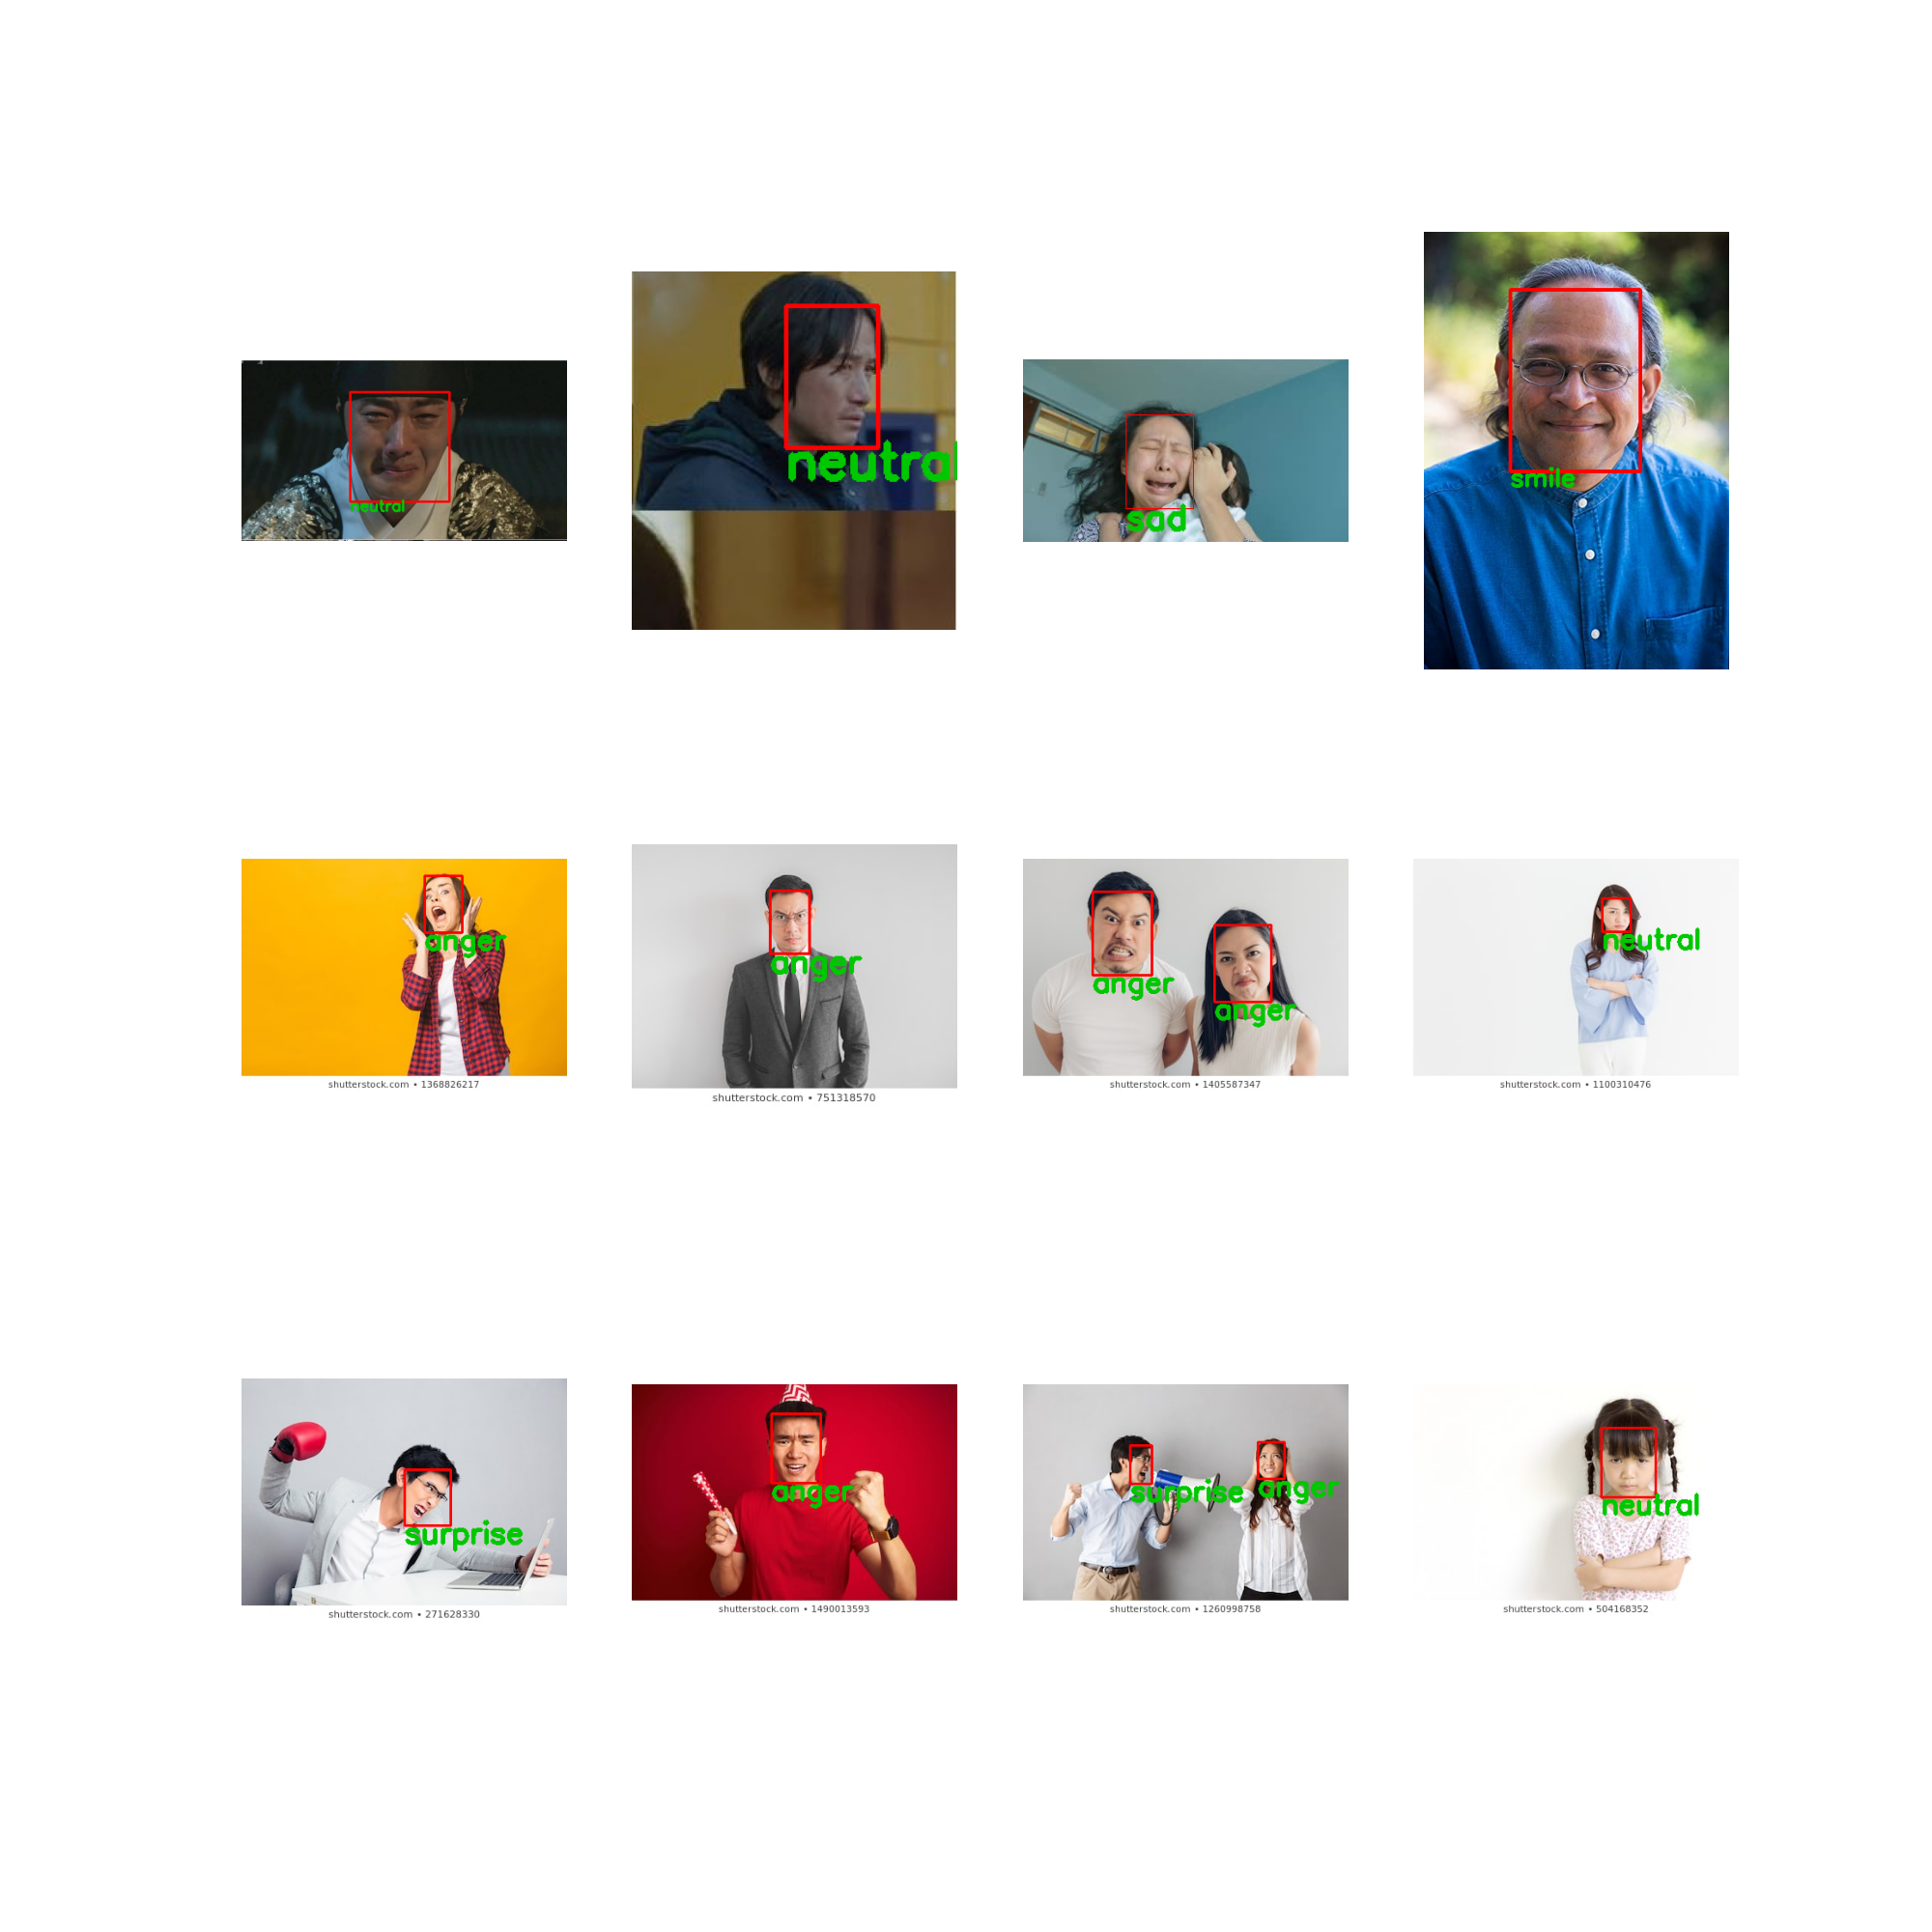 neutral
neutral
sad
smile
anger
anger
anger
anger
neutral
shutterstock.com • 1368826217
shutterstock.com • 751318570
shutterstock.com • 1405587347
shutterstock.com • 1100310476
surprise
anger
surprise
anger
neutral
shutterstock.com • 271628330
shutterstock.com • 1490013593
shutterstock.com • 1260998758
shutterstock.com • 504168352